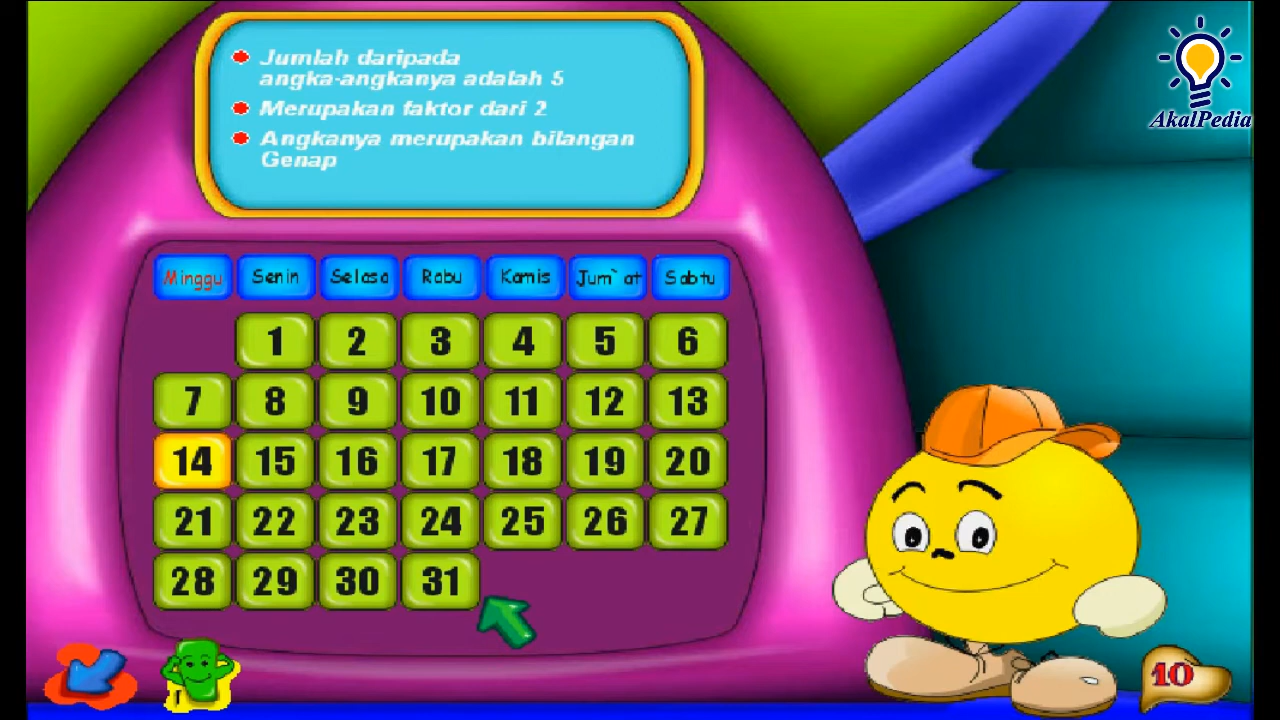 Jumlah daripada
angka-angkanya adalah 5
Merupakan faktor dari 2
Angkanya merupakan bilangan
Genap
AkalPedia
Minggu Senin Selasa Rabu Kamis Jum`at Sabtu
1 2 3 4 5 6
7 8 9 10 11 12 13
14 15 16 17 18 19 20
21 22 23 24 25 26 27
28 29 30 31
10